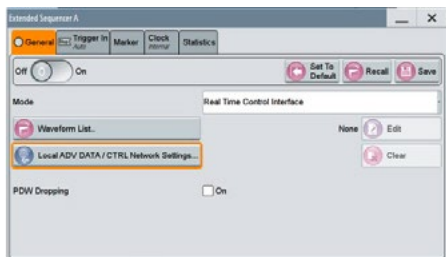 Extended Sequencer A
General Trigger In Auto Marker Clock Internal Statistics
Off On Set To Default Recall Save
Mode Real Time Control Interface
Waveform List.. None Edit
Local ADV DATA / CTRL Network Settings... Clear
PDW Dropping On